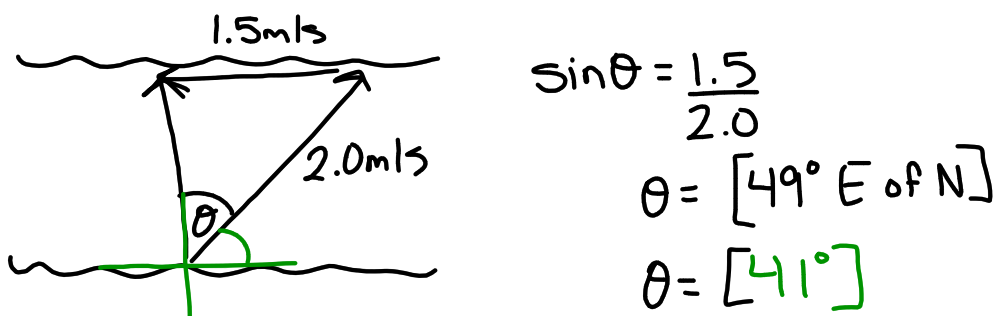 1.5m/s
2.0m/s
θ
sinθ = 1.5
2.0
θ = [49° E of N]
θ = [41°]